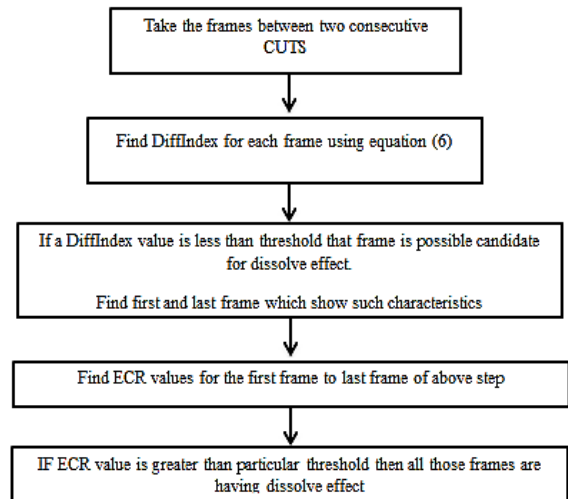 Take the frames between two consecutive
CUTS
Find DiffIndex for each frame using equation (6)
If a DiffIndex value is less than threshold that frame is possible candidate
for dissolve effect.
Find first and last frame which show such characteristics
Find ECR values for the first frame to last frame of above step
IF ECR value is greater than particular threshold then all those frames are
having dissolve effect